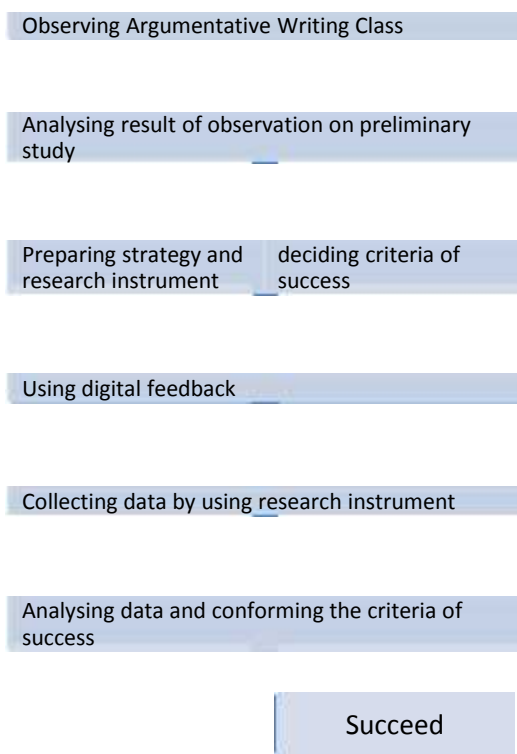 Observing Argumentative Writing Class
Analysing result of observation on preliminary
study
Preparing strategy and
research instrument
deciding criteria of
success
Using digital feedback
Collecting data by using research instrument
Analysing data and conforming the criteria of
success
Succeed